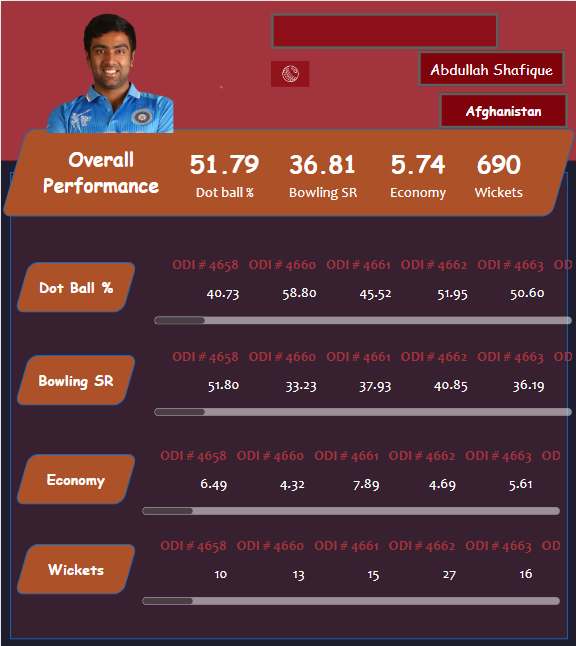 Abdullah Shafique
Afghanistan
Overall
Performance
51.79 36.81 5.74 690
Dot ball % Bowling SR Economy Wickets
ODI # 4658 ODI # 4660 ODI # 4661 ODI # 4662 ODI # 4663 OD
Dot Ball % 40.73 58.80 45.52 51.95 50.60
ODI # 4658 ODI # 4660 ODI # 4661 ODI # 4662 ODI # 4663 OD
Bowling SR 51.80 33.23 37.93 40.85 36.19
ODI # 4658 ODI # 4660 ODI # 4661 ODI # 4662 ODI # 4663 OD
Economy 6.49 4.32 7.89 4.69 5.61
ODI # 4658 ODI # 4660 ODI # 4661 ODI # 4662 ODI # 4663 OD
Wickets 10 13 15 27 16